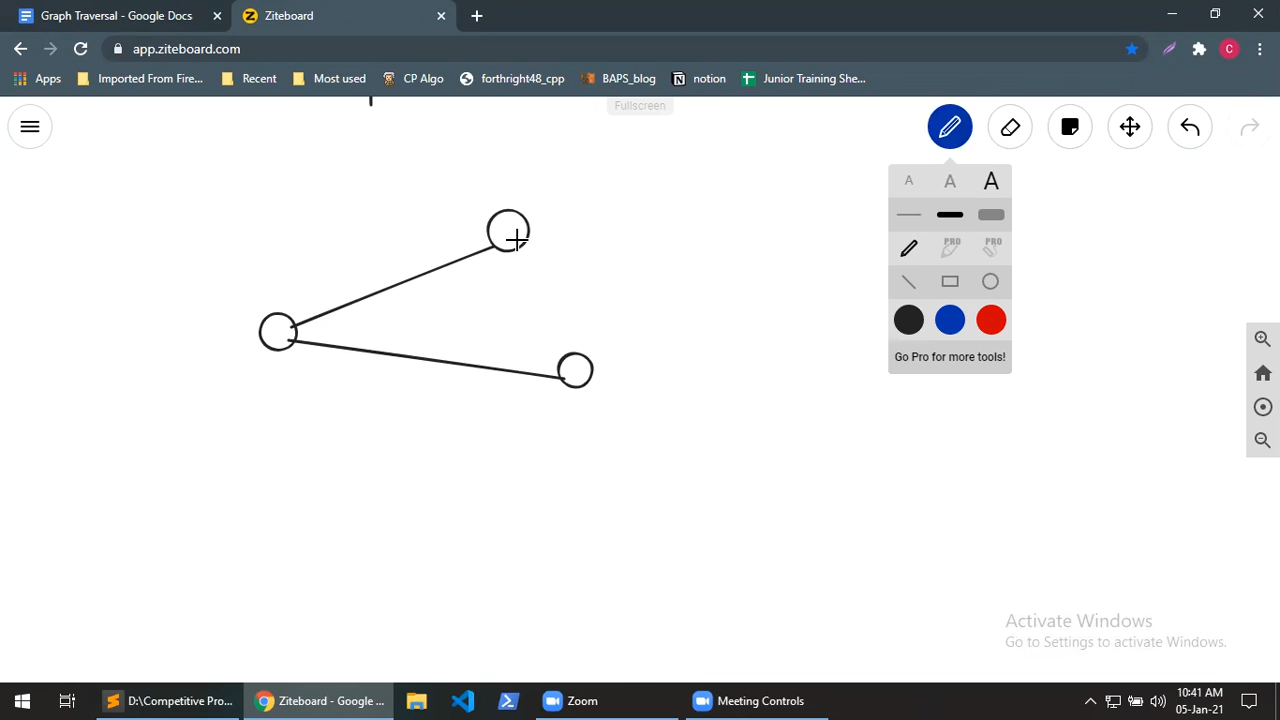 Graph Traversal - Google Docs
Z
Ziteboard
app.ziteboard.com
C
Apps
Imported From Fire...
Recent
Most used
CP Algo
forthright48_cpp
BAPS_blog
notion
Junior Training She...
Fullscreen
A A A
PRO PRO
Go Pro for more tools!
Activate Windows
Go to Settings to activate Windows.
D:\Competitive Pro...
Ziteboard - Google ...
Zoom
Meeting Controls
10:41 AM
05-Jan-21